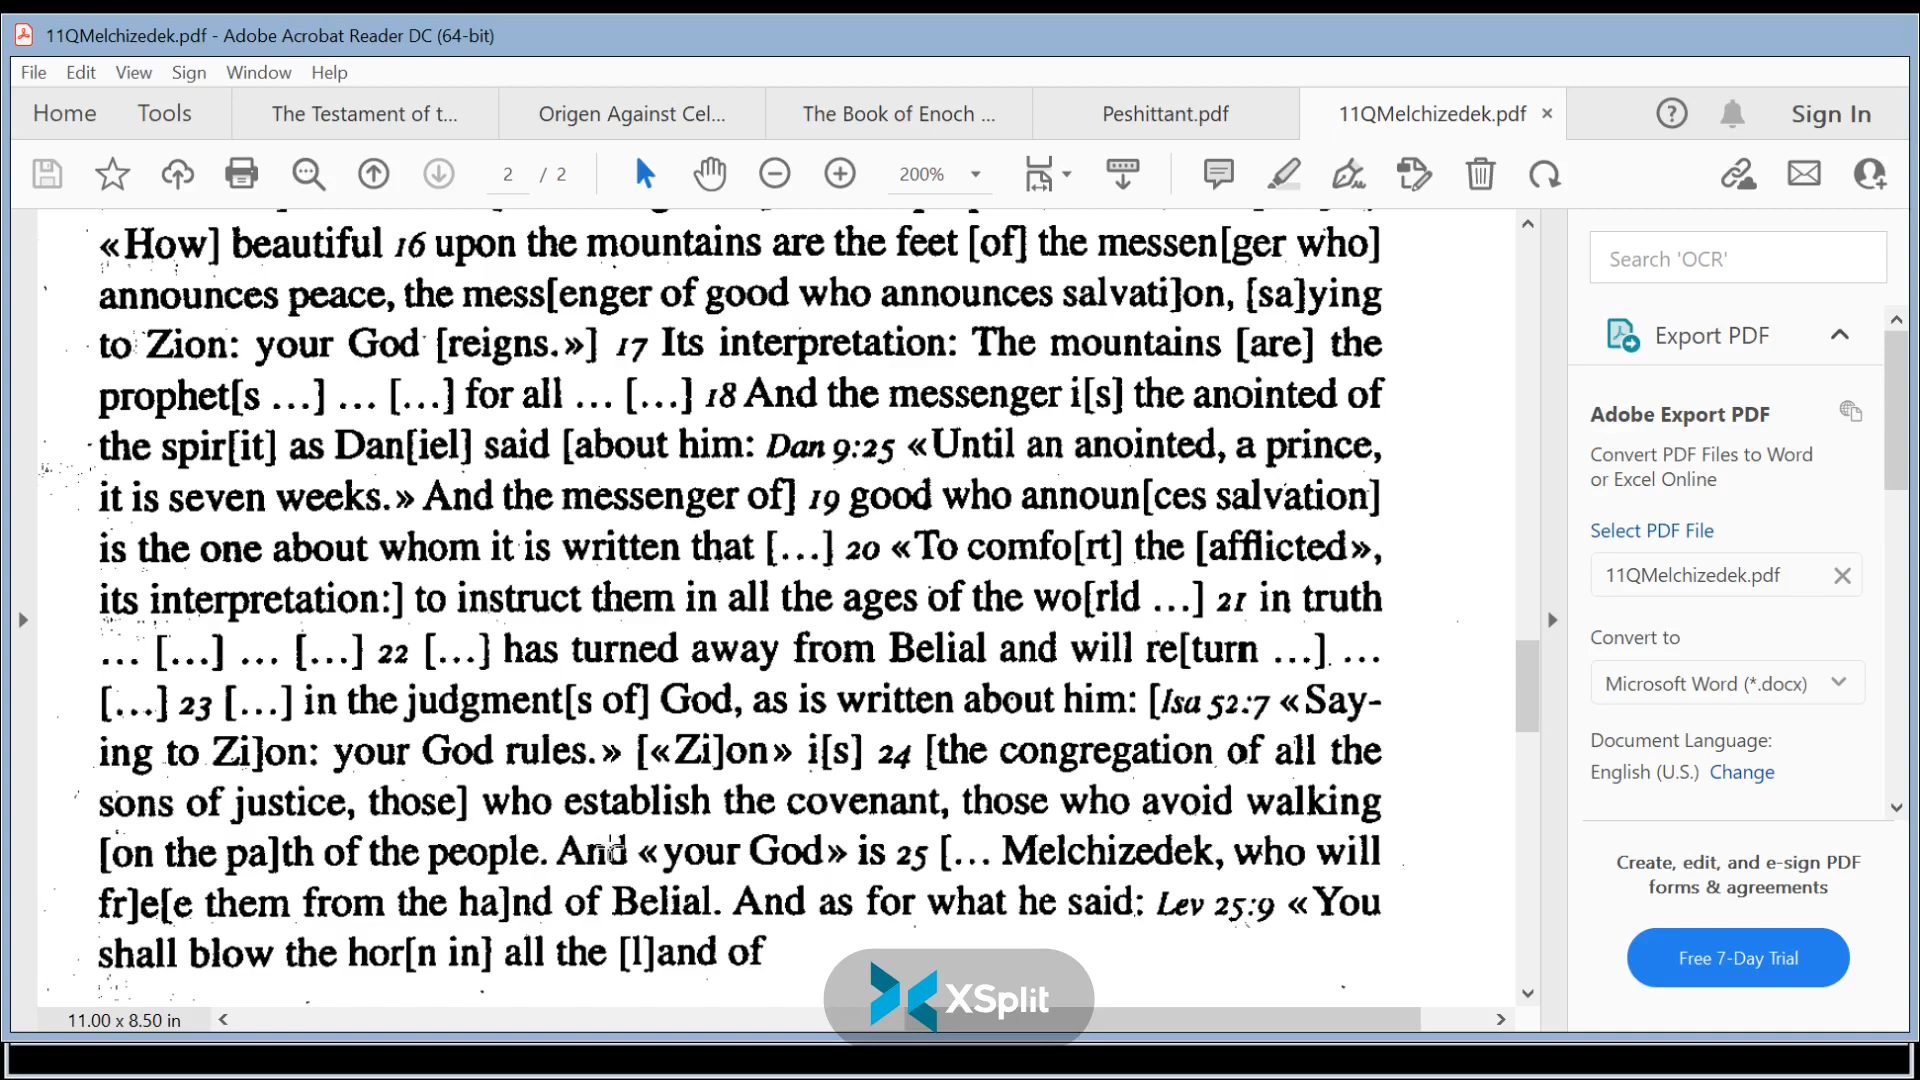 11QMelchizedek.pdf - Adobe Acrobat Reader DC (64-bit)
File Edit View Sign Window Help
Home Tools The Testament of t... Origen Against Cel... The Book of Enoch ... Peshittant.pdf 11QMelchizedek.pdf × Sign In
2 / 2 200%
«How] beautiful 16 upon the mountains are the feet [of] the messen[ger who]
announces peace, the mess[enger of good who announces salvati]on, [sa]ying
to Zion: your God [reigns.»] 17 Its interpretation: The mountains [are] the
prophet[s ...] ... [...] for all ... [...] 18 And the messenger i[s] the anointed of
the spir[it] as Dan[iel] said [about him: Dan 9:25 «Until an anointed, a prince,
it is seven weeks.» And the messenger of] 19 good who announ[ces salvation]
is the one about whom it is written that [...] 20 «To comfo[rt] the [afflicted»,
its interpretation:] to instruct them in all the ages of the wo[rld ...] 21 in truth
... [...] ... [...] 22 [...] has turned away from Belial and will re[turn ...] ...
[...] 23 [...] in the judgment[s of] God, as is written about him: [Isa 52:7 «Say-
ing to Zi]on: your God rules.» [«Zi]on» i[s] 24 [the congregation of all the
sons of justice, those] who establish the covenant, those who avoid walking
[on the pa]th of the people. And «your God» is 25 [... Melchizedek, who will
fr]e[e them from the ha]nd of Belial. And as for what he said: Lev 25:9 «You
shall blow the hor[n in] all the [l]and of
11.00 x 8.50 in
XSplit
Search 'OCR'
Export PDF
Adobe Export PDF
Convert PDF Files to Word
or Excel Online
Select PDF File
11QMelchizedek.pdf
Convert to
Microsoft Word (*.docx)
Document Language:
English (U.S.) Change
Create, edit, and e-sign PDF
forms & agreements
Free 7-Day Trial